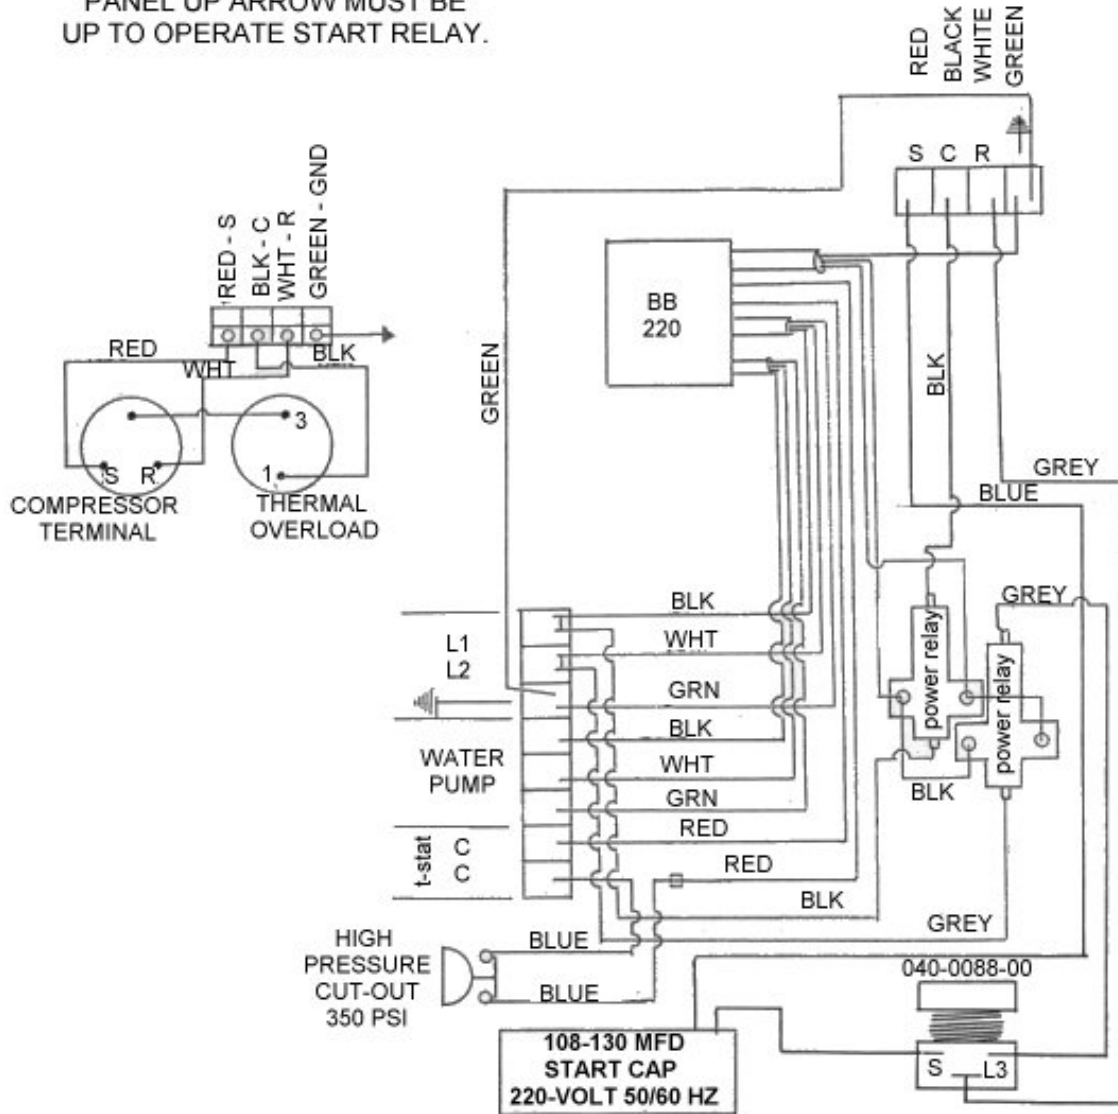 PANEL UP ARROW MUST BE
UP TO OPERATE START RELAY.
RED
BLACK
WHITE
GREEN
S C R
RED - S
BLK - C
WHT - R
GREEN - GND
RED
WHT
BLK
3
1
S R
COMPRESSOR
TERMINAL
THERMAL
OVERLOAD
BB
220
GREEN
BLK
GREY
BLUE
GREY
power relay
power relay
BLK
L1
L2
BLK
WHT
GRN
WATER
PUMP
BLK
WHT
GRN
t-stat
C
C
RED
RED
BLK
GREY
HIGH
PRESSURE
CUT-OUT
350 PSI
BLUE
BLUE
040-0088-00
S L3
108-130 MFD
START CAP
220-VOLT 50/60 HZ